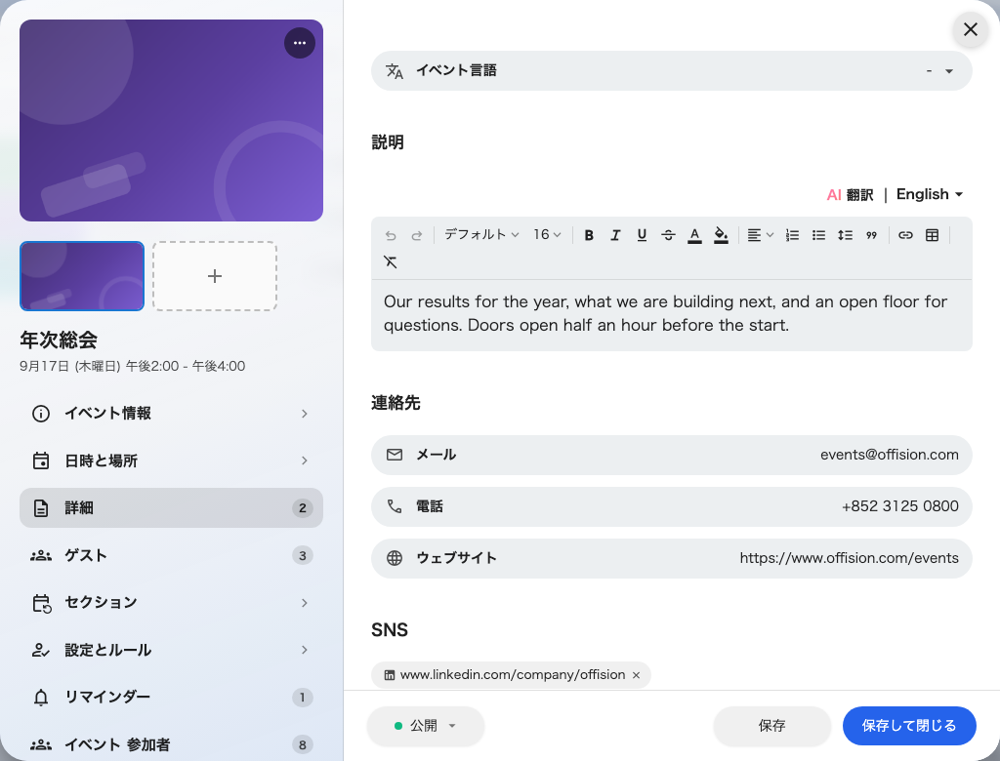 年次総会
9月17日 (木曜日) 午後2:00 - 午後4:00
イベント情報
日時と場所
詳細 2
ゲスト 3
セクション
設定とルール
リマインダー 1
イベント 参加者 8
イベント言語 -
説明
AI 翻訳 | English
デフォルト 16 B I U S A
Our results for the year, what we are building next, and an open floor for
questions. Doors open half an hour before the start.
連絡先
メール events@offision.com
電話 +852 3125 0800
ウェブサイト https://www.offision.com/events
SNS
www.linkedin.com/company/offision ×
公開 保存 保存して閉じる